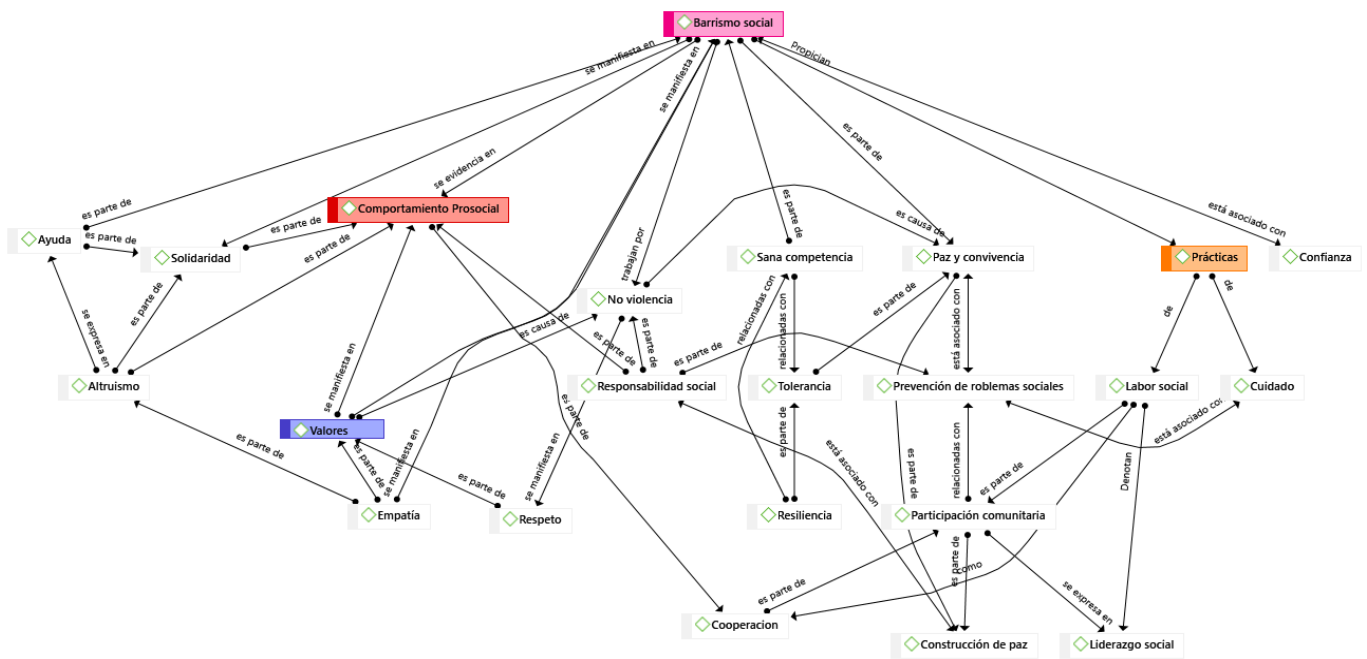 Barrismo social
se manifiesta en
se manifiesta en
Propician
es parte de
se evidencia en
es parte de
Comportamiento Prosocial
es parte de
es parte de
es parte de
es causa de
está asociado con
Ayuda
es parte de
Solidaridad
es parte de
trabajan por
Sana competencia
Paz y convivencia
Prácticas
Confianza
es parte de
No violencia
relacionadas con
es parte de
de
de
se expresa en
es causa de
es parte de
es parte de
relacionadas con
está asociado con
se manifiesta en
es parte de
Altruismo
Responsabilidad social
Tolerancia
Prevención de roblemas sociales
Labor social
Cuidado
Valores
es parte de
es parte de
es parte de
se manifiesta en
es parte de
está asociado con
es parte de
se manifiesta en
está asociado con
es parte de
relacionadas con
es parte de
Denotan
Empatía
Respeto
Resiliencia
Participación comunitaria
es parte de
es parte de
como
se expresa en
Cooperacion
Construcción de paz
Liderazgo social